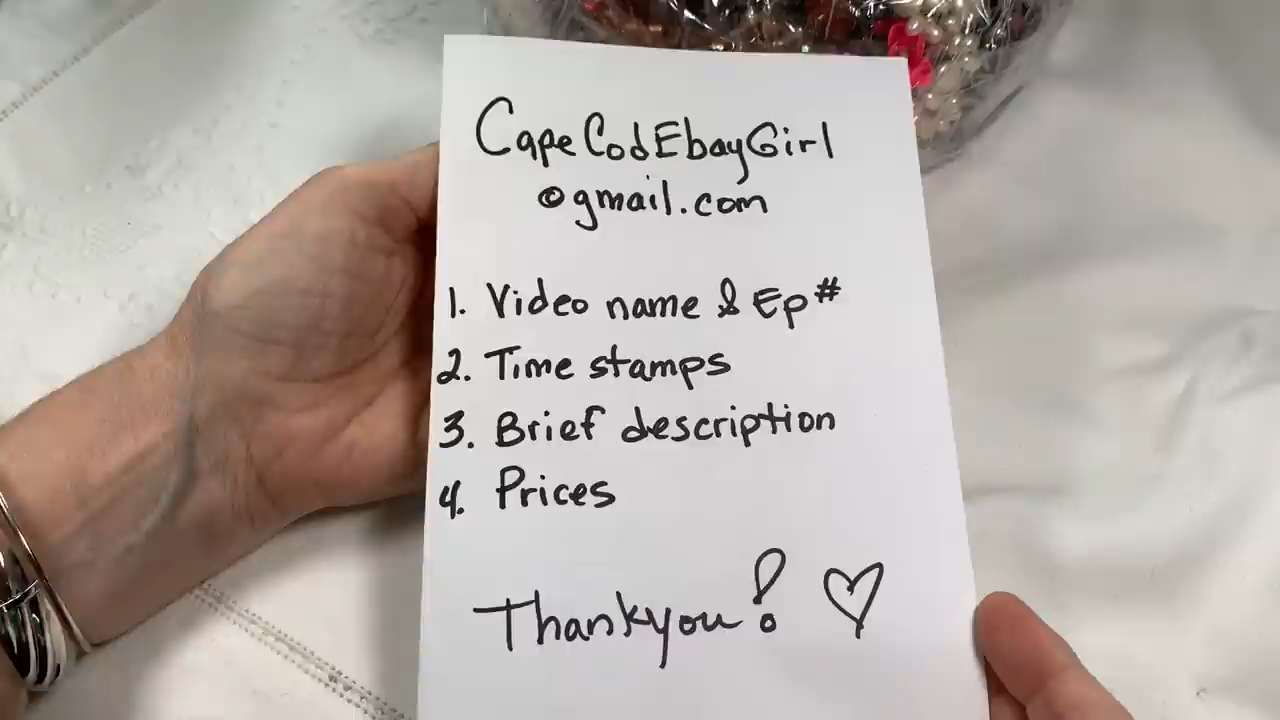 CapeCodEbayGirl
@gmail.com
1. Video name & Ep#
2. Time stamps
3. Brief description
4. Prices
Thankyou! ♡